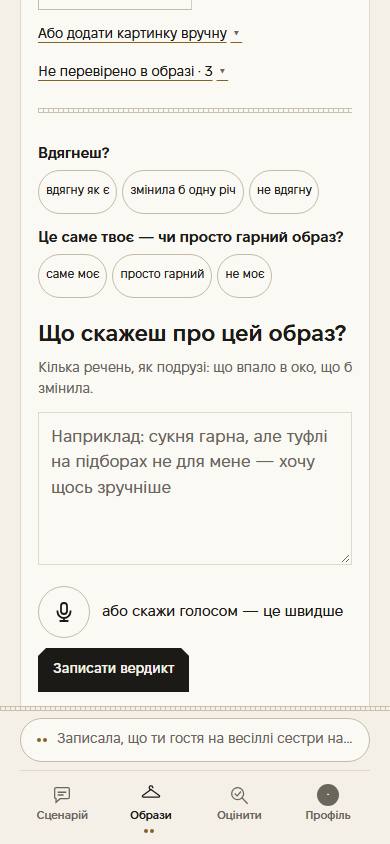 Або додати картинку вручну
Не перевірено в образі · 3
Вдягнеш?
вдягну як є
змінила б одну річ
не вдягну
Це саме твоє — чи просто гарний образ?
саме моє
просто гарний
не моє
Що скажеш про цей образ?
Кілька речень, як подрузі: що впало в око, що б
змінила.
Наприклад: сукня гарна, але туфлі
на підборах не для мене — хочу
щось зручніше
або скажи голосом — це швидше
Записати вердикт
Записала, що ти гостя на весіллі сестри на…
Сценарій
Образи
Оцінити
Профіль